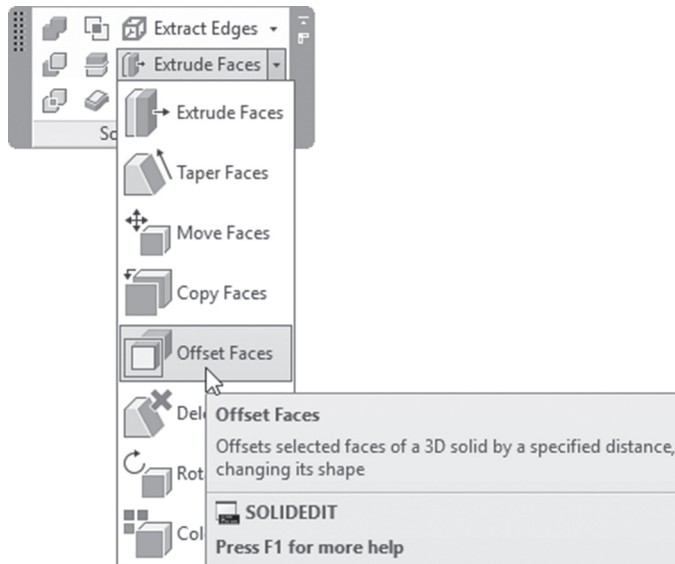 Extract Edges
Extrude Faces
Extrude Faces
Taper Faces
Move Faces
Copy Faces
Offset Faces
Offset Faces
Offsets selected faces of a 3D solid by a specified distance,
changing its shape
SOLIDEDIT
Press F1 for more help